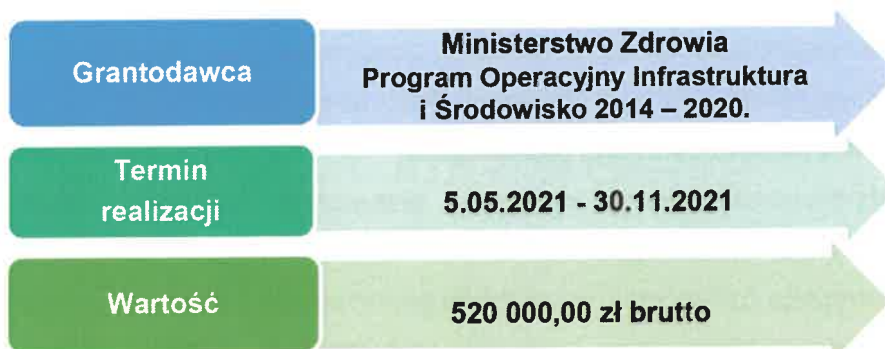 Grantodawca
Ministerstwo Zdrowia
Program Operacyjny Infrastruktura
i Środowisko 2014 – 2020.
Termin
realizacji
5.05.2021 - 30.11.2021
Wartość
520 000,00 zł brutto